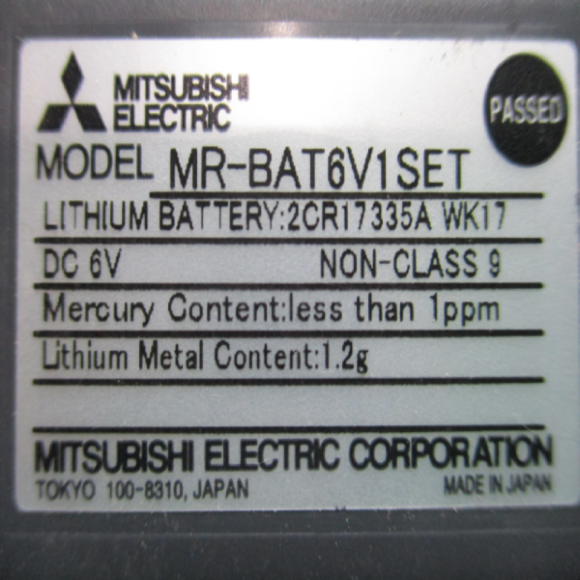 MITSUBISHI
ELECTRIC
PASSED
MODEL MR-BAT6V1SET
LITHIUM BATTERY:2CR17335A WK17
DC 6V NON-CLASS 9
Mercury Content:less than 1ppm
Lithium Metal Content:1.2g
MITSUBISHI ELECTRIC CORPORATION
TOKYO 100-8310, JAPAN MADE IN JAPAN